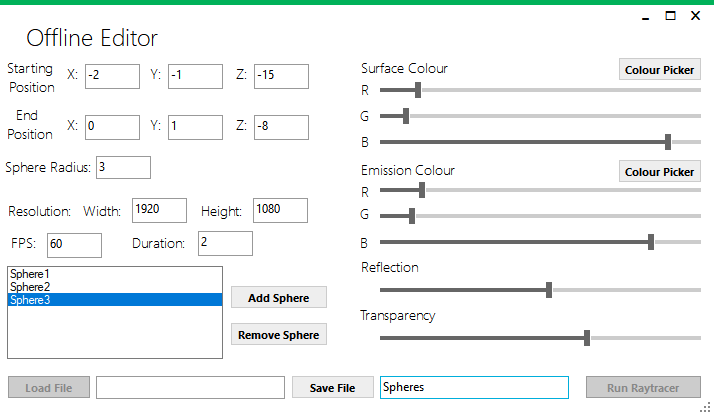 Offline Editor
Starting Position X: -2 Y: -1 Z: -15
End Position X: 0 Y: 1 Z: -8
Sphere Radius: 3
Resolution: Width: 1920 Height: 1080
FPS: 60 Duration: 2
Sphere1
Sphere2
Sphere3
Add Sphere
Remove Sphere
Surface Colour Colour Picker
R
G
B
Emission Colour Colour Picker
R
G
B
Reflection
Transparency
Load File Save File Spheres Run Raytracer